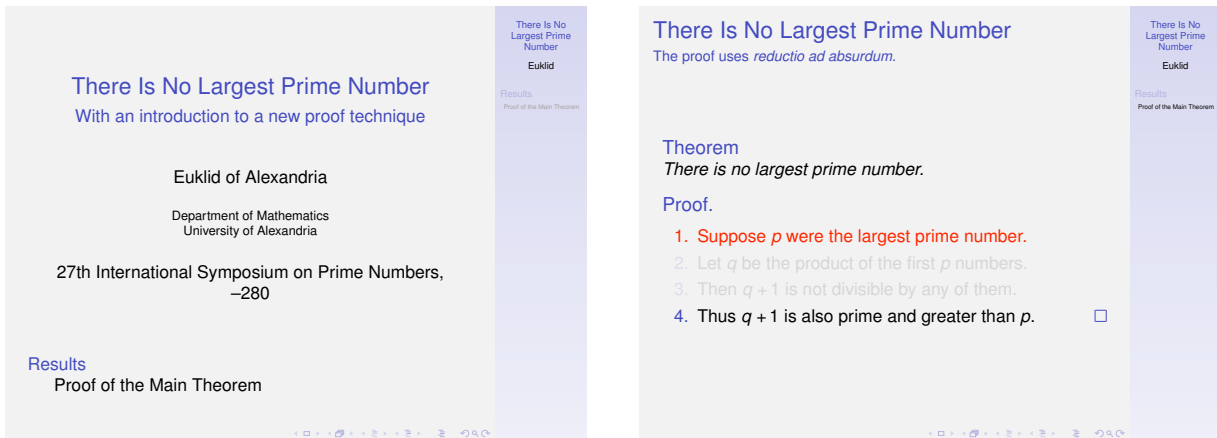 There Is No Largest Prime Number
With an introduction to a new proof technique
Euklid of Alexandria
Department of Mathematics
University of Alexandria
27th International Symposium on Prime Numbers,
–280
Results
Proof of the Main Theorem
There Is No
Largest Prime
Number
Euklid
Results
Proof of the Main Theorem
There Is No Largest Prime Number
The proof uses reductio ad absurdum.
Theorem
There is no largest prime number.
Proof.
1. Suppose p were the largest prime number.
2. Let q be the product of the first p numbers.
3. Then q + 1 is not divisible by any of them.
4. Thus q + 1 is also prime and greater than p. □
There Is No
Largest Prime
Number
Euklid
Results
Proof of the Main Theorem